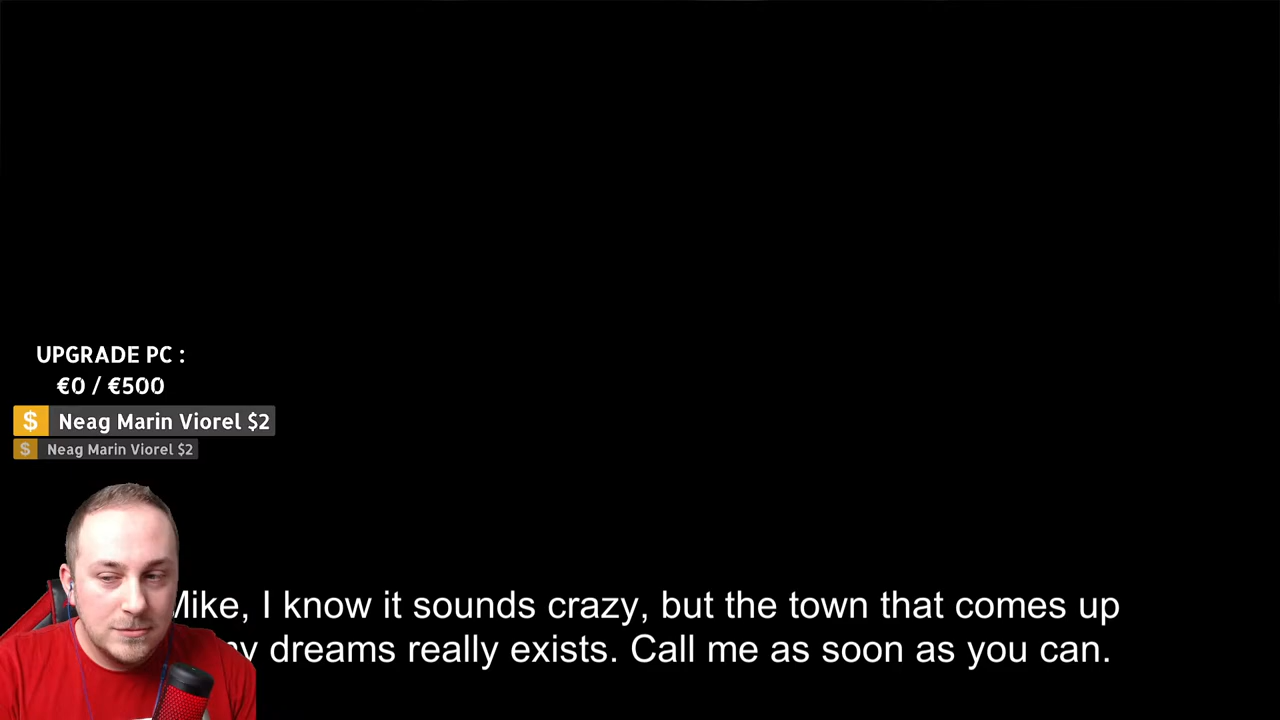 UPGRADE PC :
€0 / €500
$ Neag Marin Viorel $2
$ Neag Marin Viorel $2
Mike, I know it sounds crazy, but the town that comes up
dreams really exists. Call me as soon as you can.